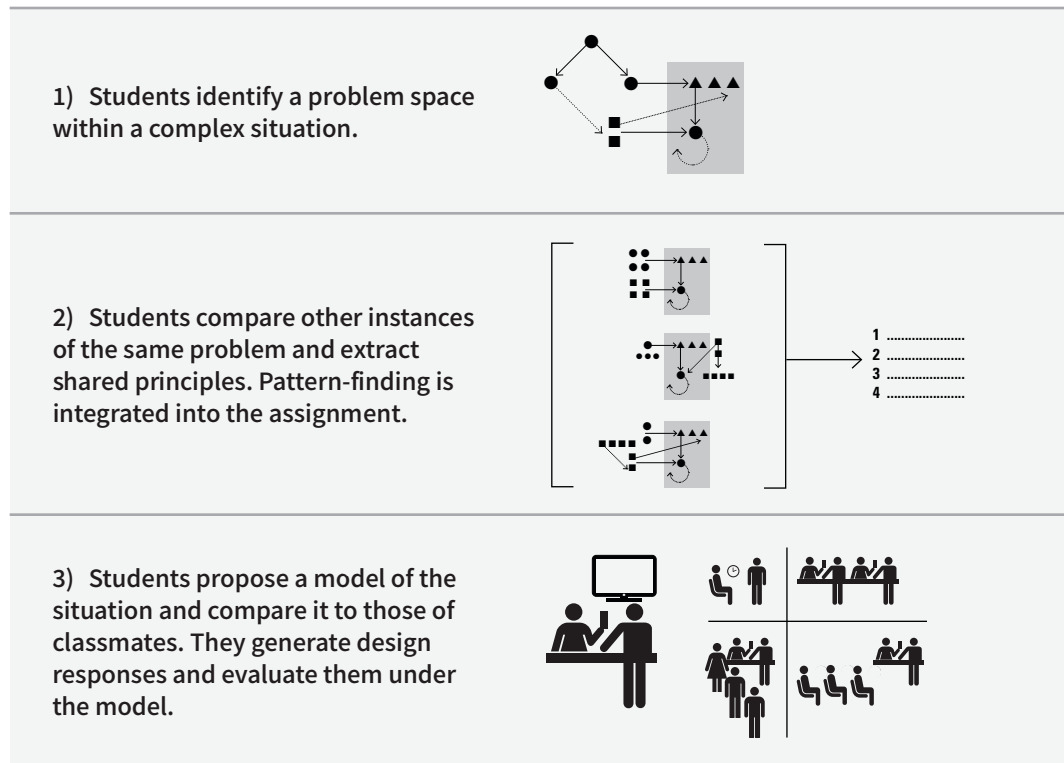 1) Students identify a problem space
within a complex situation.
2) Students compare other instances
of the same problem and extract
shared principles. Pattern-finding is
integrated into the assignment.
1 ......................
2 ......................
3 ......................
4 ......................
3) Students propose a model of the
situation and compare it to those of
classmates. They generate design
responses and evaluate them under
the model.